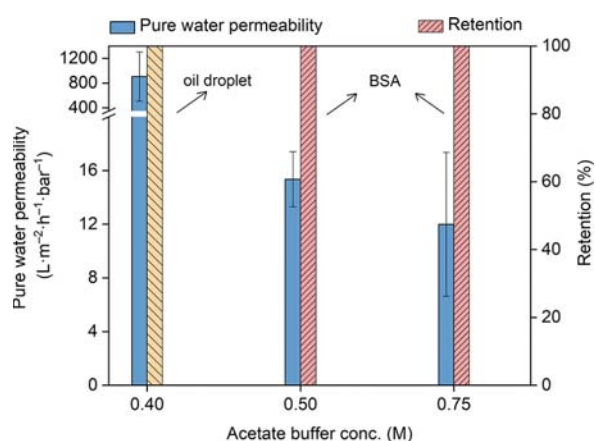 Pure water permeability
Retention
oil droplet
BSA
Pure water permeability
(L·m⁻²·h⁻¹·bar⁻¹)
1200
800
400
16
12
8
4
0
Retention (%)
100
80
60
40
20
0
0.40
0.50
0.75
Acetate buffer conc. (M)